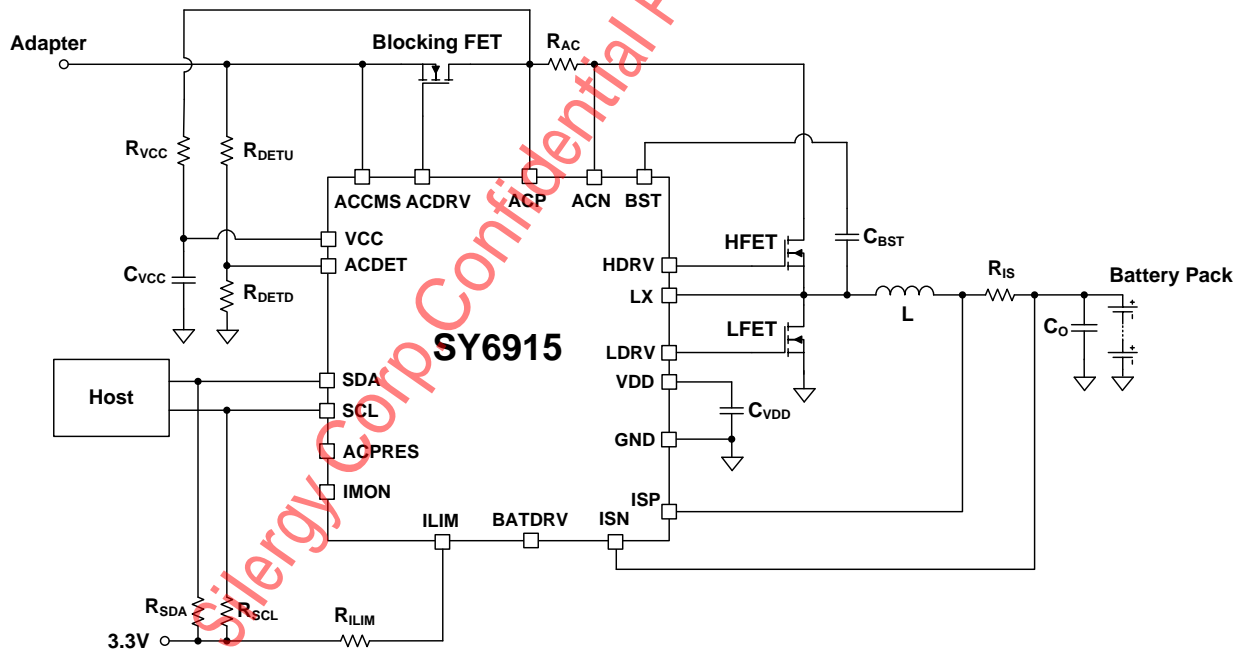 Adapter
Blocking FET
RAC
RVCC
RDETU
ACCMS
ACDRV
ACP
ACN
BST
VCC
ACDET
CVCC
RDETD
HFET
CBST
HDRV
RIS
Battery Pack
LX
L
LFET
CO
SY6915
LDRV
VDD
SDA
Host
SCL
CVDD
GND
ACPRES
IMON
ISP
ILIM
BATDRV
ISN
RSDA
RSCL
RILIM
3.3V
Silergy Corp. Confidential